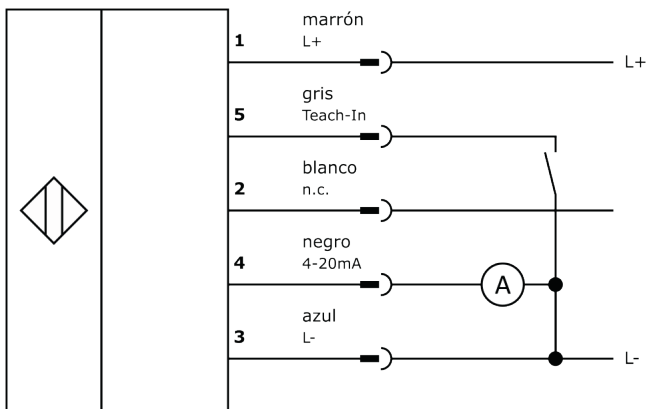 marrón
1 L+
L+
gris
5 Teach-In
blanco
2 n.c.
negro
4 4-20mA
A
azul
3 L-
L-